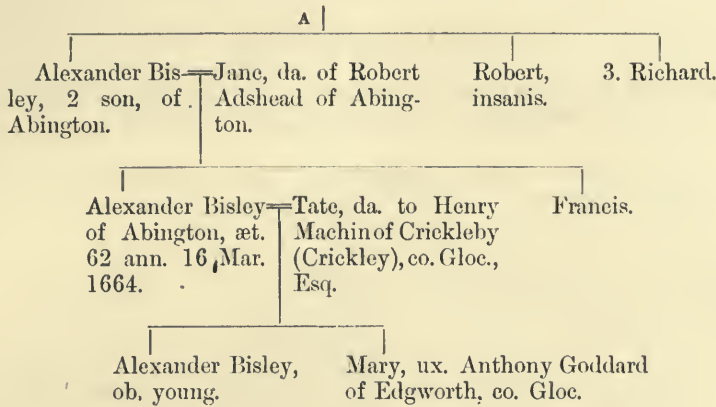 A
Alexander Bis-
ley, 2 son, of
Abington.
Jane, da. of Robert
Adshead of Abing-
ton.
Robert,
insanis.
3. Richard.
Alexander Bisley
of Abington, æt.
62 ann. 16 Mar.
1664.
Tate, da. to Henry
Machin of Crickleby
(Crickley), co. Gloc.,
Esq.
Francis.
Alexander Bisley,
ob. young.
Mary, ux. Anthony Goddard
of Edgworth, co. Gloc.